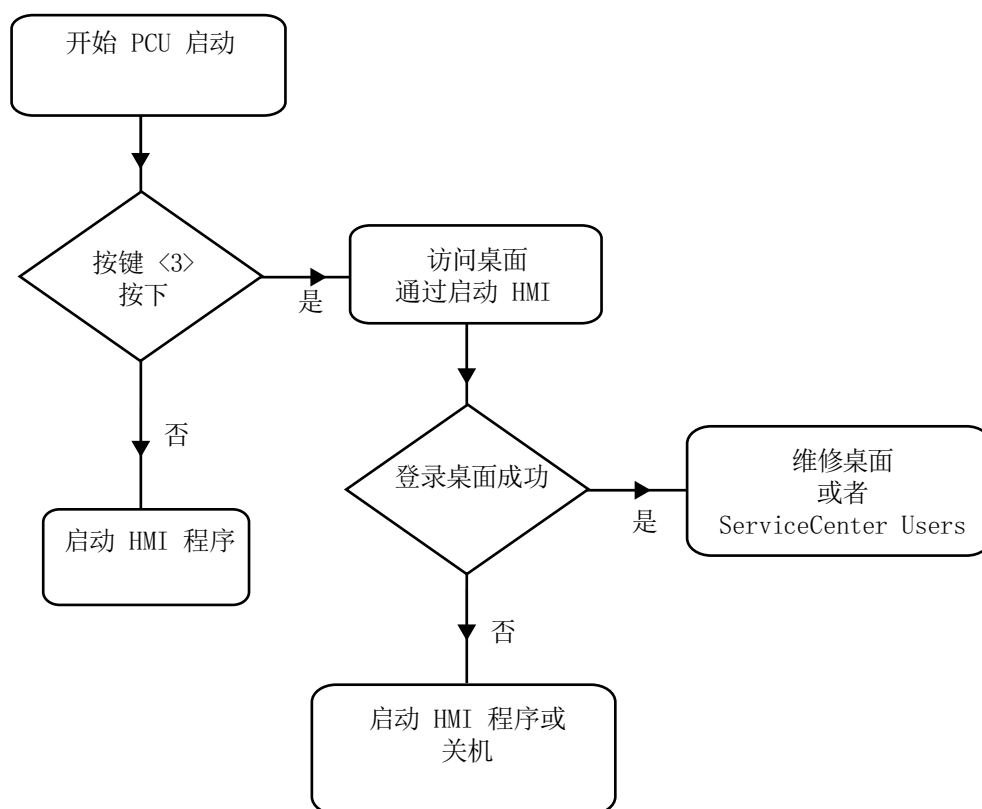 开始 PCU 启动
按键 <3>
按下
是
访问桌面
通过启动 HMI
否
启动 HMI 程序
登录桌面成功
是
维修桌面
或者
ServiceCenter Users
否
启动 HMI 程序或
关机